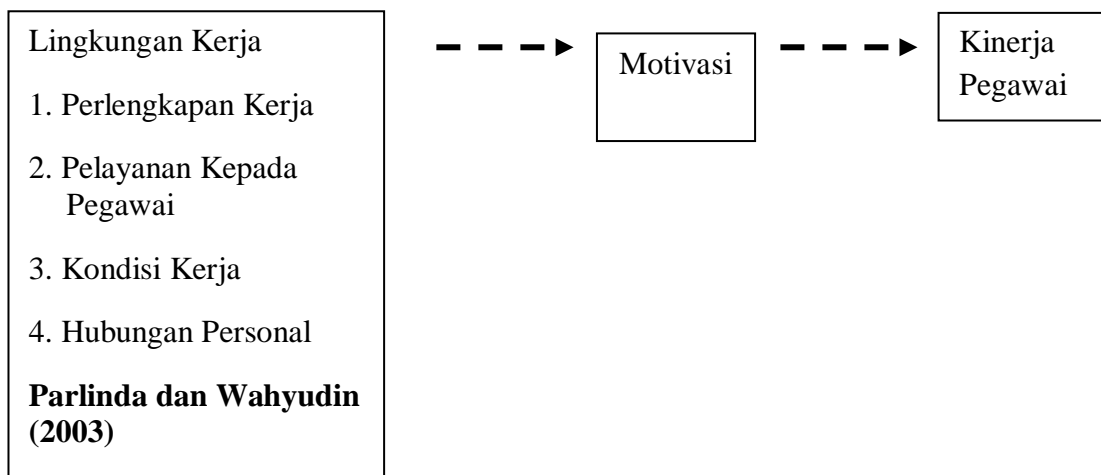 Lingkungan Kerja
1. Perlengkapan Kerja
2. Pelayanan Kepada
Pegawai
3. Kondisi Kerja
4. Hubungan Personal
Parlinda dan Wahyudin
(2003)
Motivasi
Kinerja
Pegawai